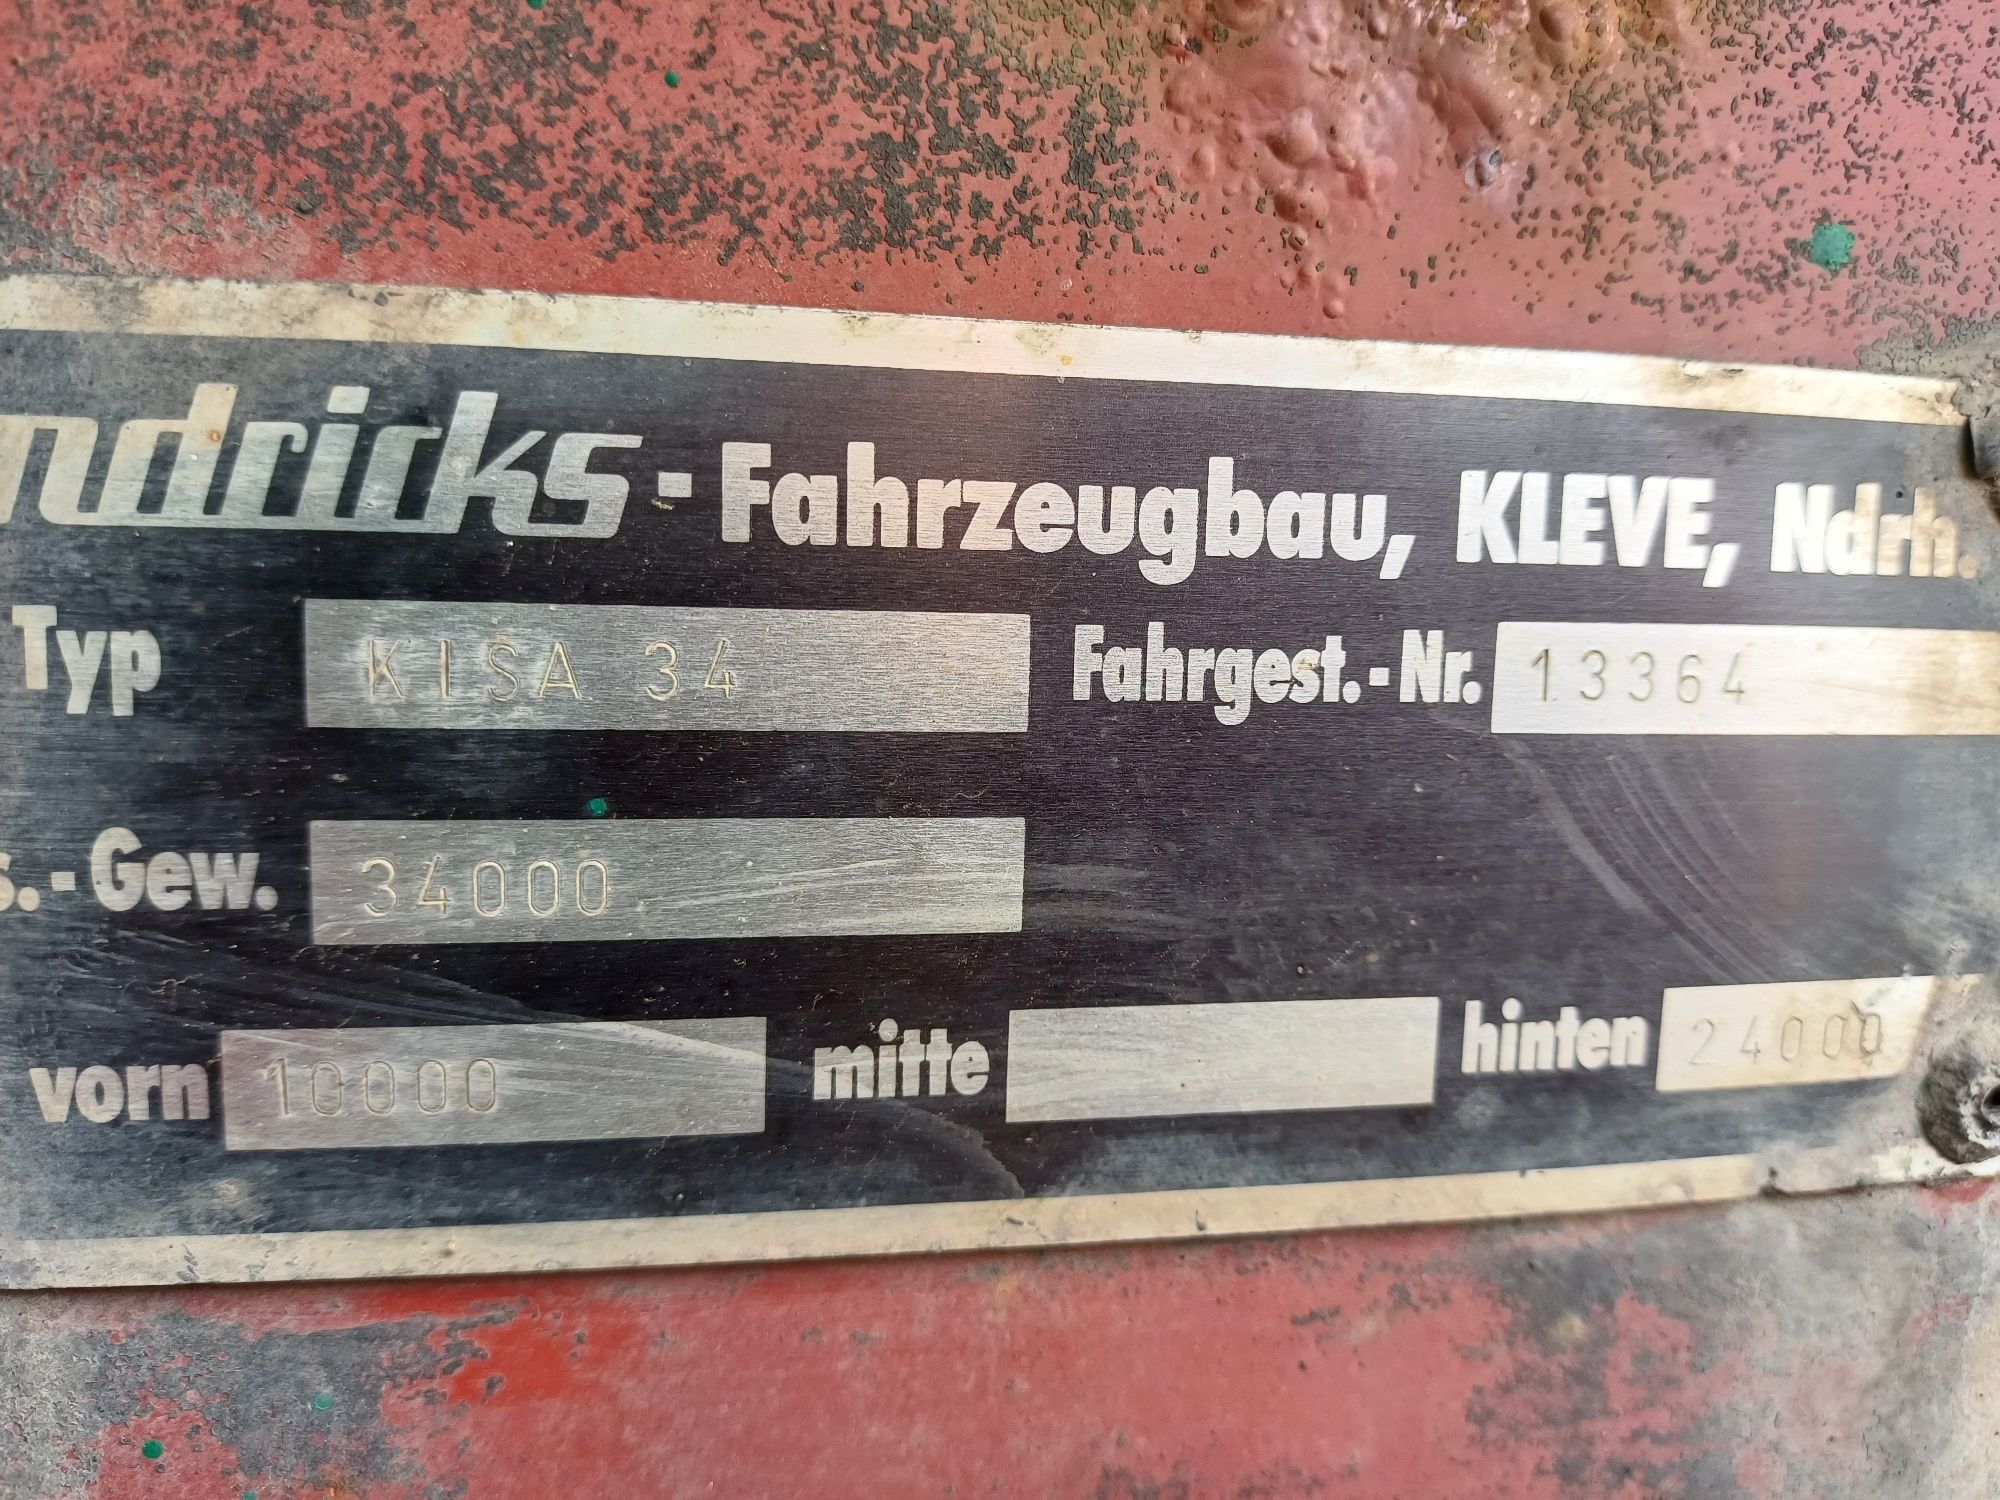 ndricks-Fahrzeugbau, KLEVE, Ndrh.
Typ KISA 34 Fahrgest.-Nr. 13364
s.-Gew. 34000
vorn 10000 mitte hinten 24000